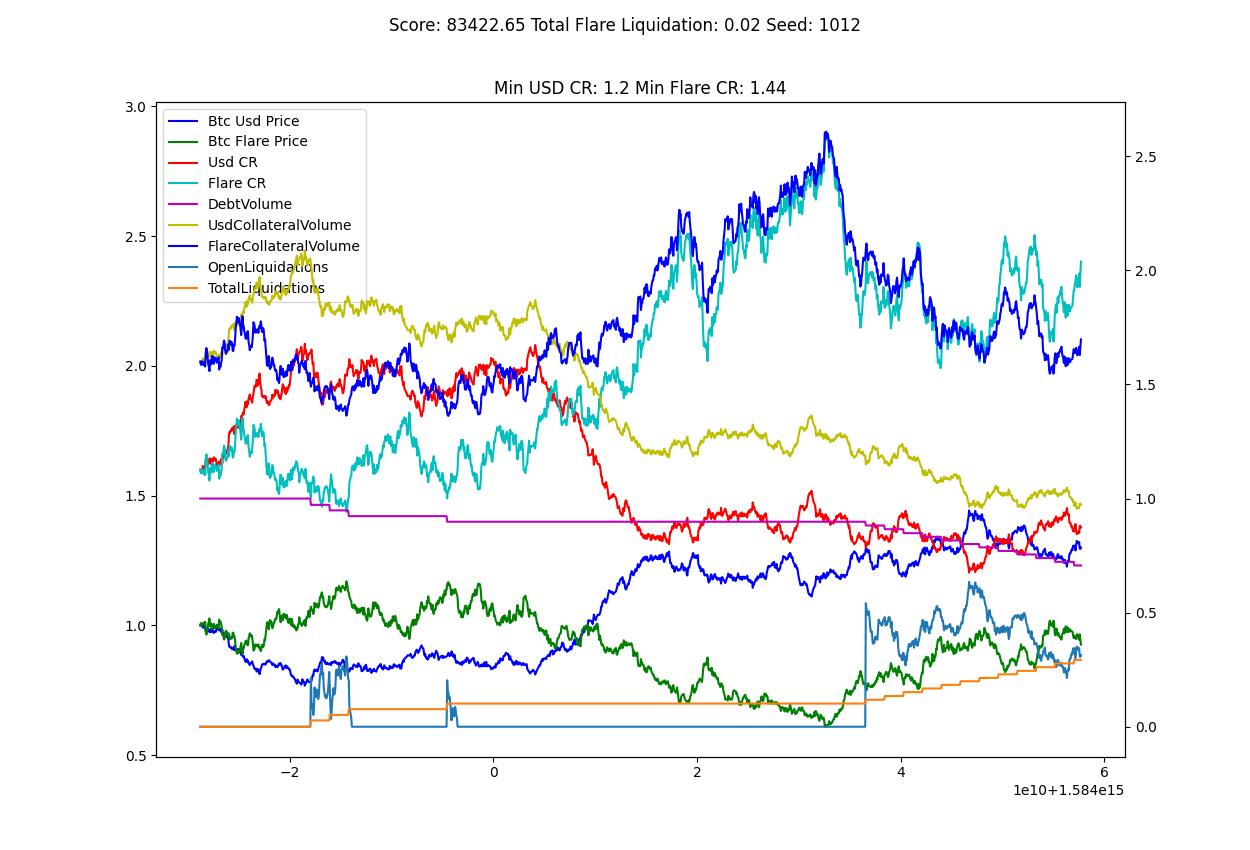 Score: 83422.65 Total Flare Liquidation: 0.02 Seed: 1012
Min USD CR: 1.2 Min Flare CR: 1.44
Btc Usd Price
Btc Flare Price
Usd CR
Flare CR
DebtVolume
UsdCollateralVolume
FlareCollateralVolume
OpenLiquidations
TotalLiquidations
3.0
2.5
2.0
1.5
1.0
0.5
2.5
2.0
1.5
1.0
0.5
0.0
−2
0
2
4
6
1e10+1.584e15